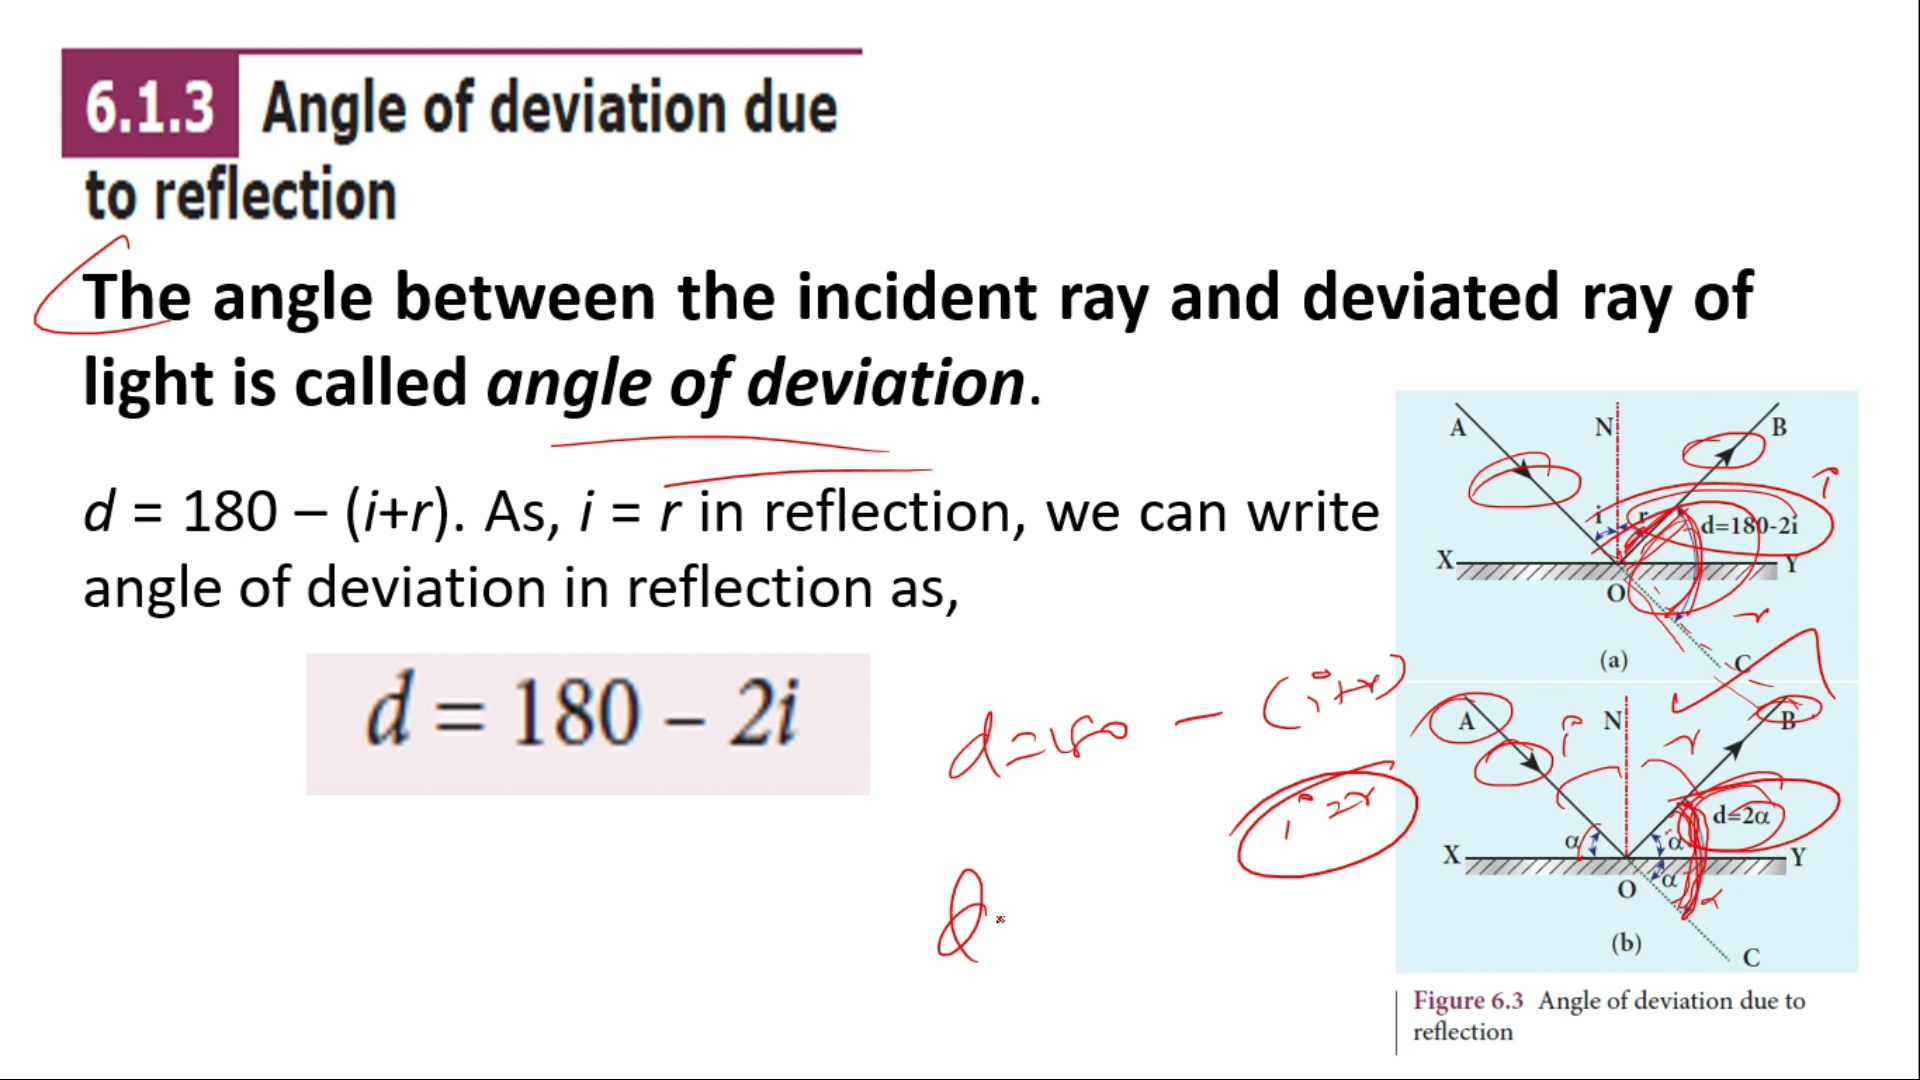 6.1.3 Angle of deviation due
to reflection
The angle between the incident ray and deviated ray of
light is called angle of deviation.
d = 180 – (i+r). As, i = r in reflection, we can write
angle of deviation in reflection as,
d = 180 – 2i
d=180 – (i+r)
i=r
d
A N B
i
i r d=180-2i
X Y
O
r
(a) C
A i N r B
d=2α
α α
X Y
O α α
(b) C
Figure 6.3 Angle of deviation due to
reflection